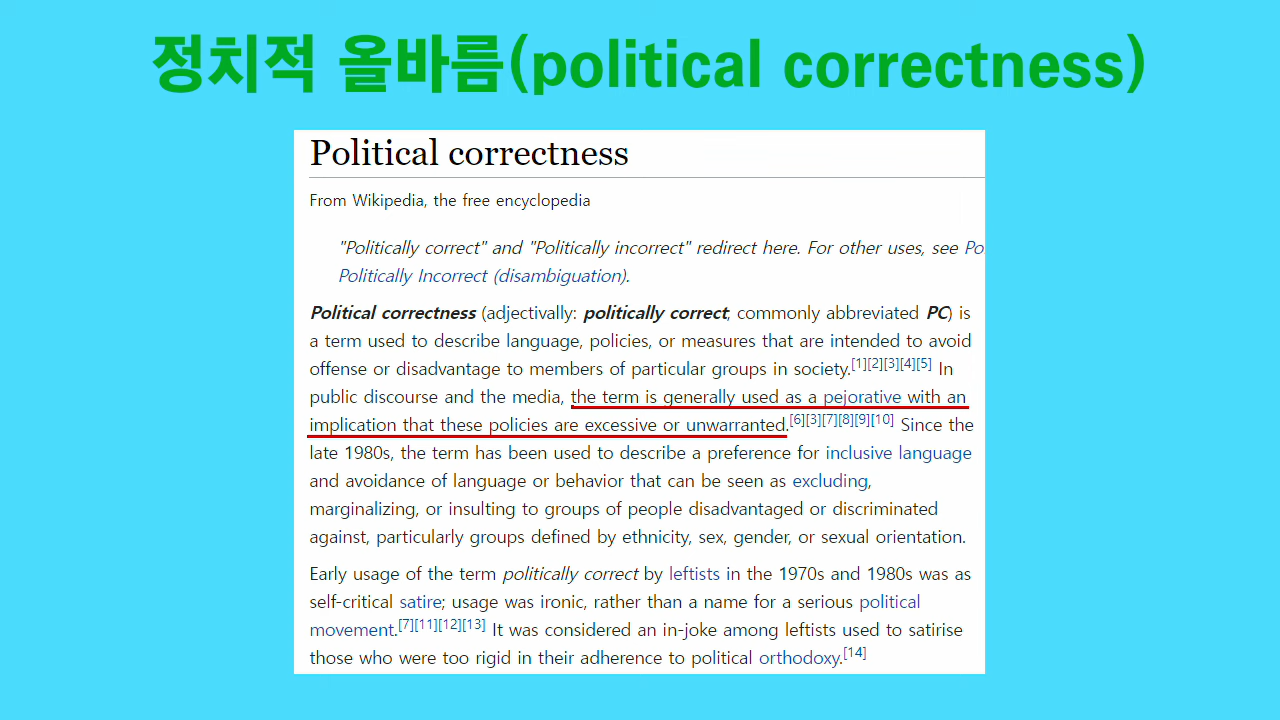 정치적 올바름(political correctness)
Political correctness
From Wikipedia, the free encyclopedia
"Politically correct" and "Politically incorrect" redirect here. For other uses, see
Politically Incorrect (disambiguation).
Political correctness (adjectivally: politically correct; commonly abbreviated PC) is
a term used to describe language, policies, or measures that are intended to avoid
offense or disadvantage to members of particular groups in society.[1][2][3][4][5] In
public discourse and the media, the term is generally used as a pejorative with an
implication that these policies are excessive or unwarranted.[6][3][7][8][9][10] Since the
late 1980s, the term has been used to describe a preference for inclusive language
and avoidance of language or behavior that can be seen as excluding,
marginalizing, or insulting to groups of people disadvantaged or discriminated
against, particularly groups defined by ethnicity, sex, gender, or sexual orientation.
Early usage of the term politically correct by leftists in the 1970s and 1980s was as
self-critical satire; usage was ironic, rather than a name for a serious political
movement.[7][11][12][13] It was considered an in-joke among leftists used to satirise
those who were too rigid in their adherence to political orthodoxy.[14]